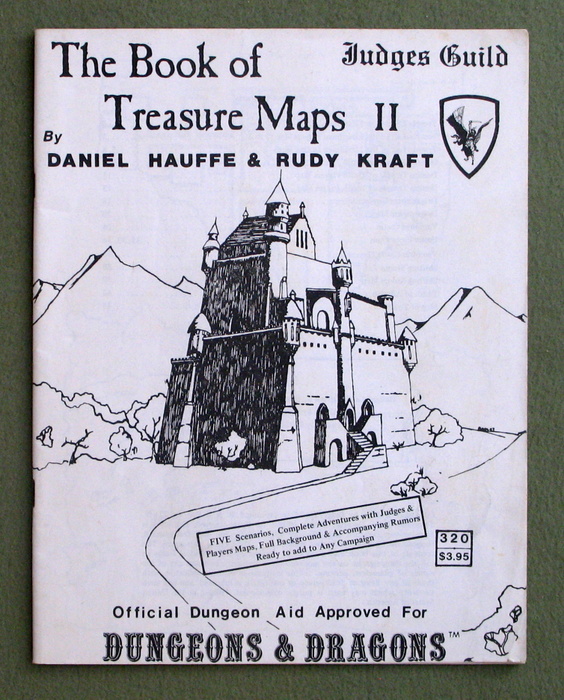 The Book of
Judges Guild
Treasure Maps II
By
DANIEL HAUFFE & RUDY KRAFT
FIVE Scenarios, Complete Adventures with Judges &
Players Maps, Full Background & Accompanying Rumors
Ready to add to Any Campaign
320
$3.95
Official Dungeon Aid Approved For
DUNGEONS & DRAGONS™